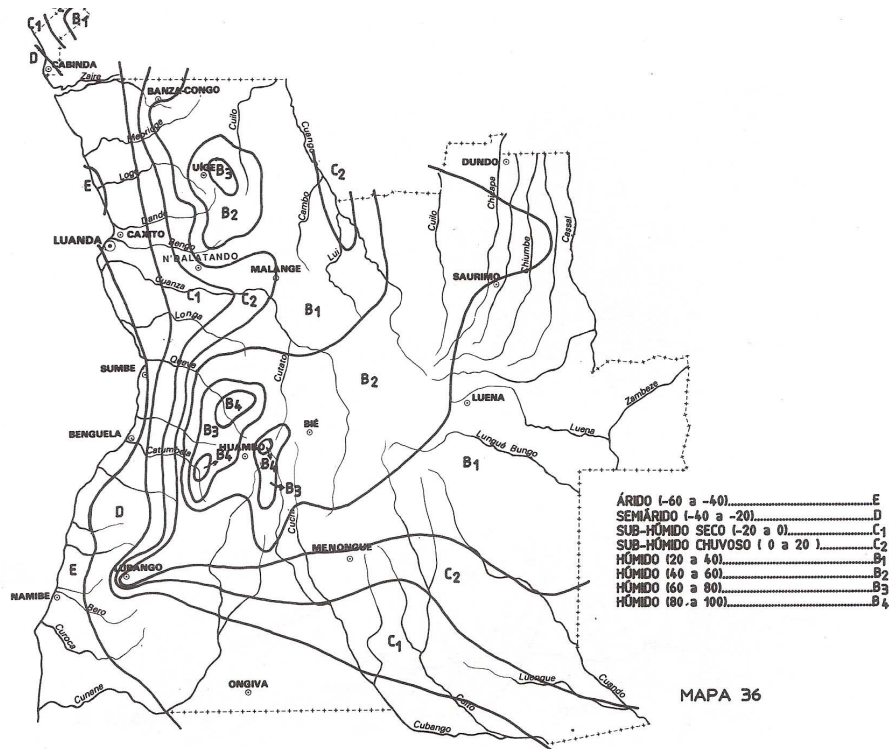 C1
B1
D
CABINDA
Zaire
BANZA-CONGO
Cuilo
Cuango
DUNDO
C2
Loge
UIGE
B3
E
Cambo
Cuilo
Chicapa
Chiumbe
Cassai
Dande
B2
CAXITO
Bengo
LUANDA
N'DALATANDO
Lui
MALANGE
SAURIMO
Cuanza
C1
C2
B1
Longa
Queve
Cutato
SUMBE
B2
B4
LUENA
Zambeze
BENGUELA
B3
BIÉ
Luena
Catumbela
HUAMBO
B4
B4
Lungué Bungo
B1
B3
D
MENONGUE
C2
E
LUBANGO
NAMIBE
Bero
Curoca
C1
ONGIVA
Luengue
Cuando
Cunene
Cubango
ÁRIDO (-60 a -40)..........E
SEMIÁRIDO (-40 a -20)..........D
SUB-HÚMIDO SECO (-20 a 0)..........C1
SUB-HÚMIDO CHUVOSO ( 0 a 20 )..........C2
HÚMIDO (20 a 40)..........B1
HÚMIDO (40 a 60)..........B2
HÚMIDO (60 a 80)..........B3
HÚMIDO (80.a 100)..........B4
MAPA 36